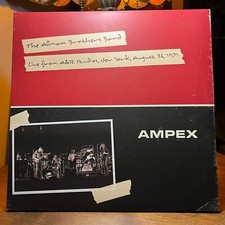 The Allman Brothers Band
Live from A&R Studios, New York, August 26, 1971
AMPEX